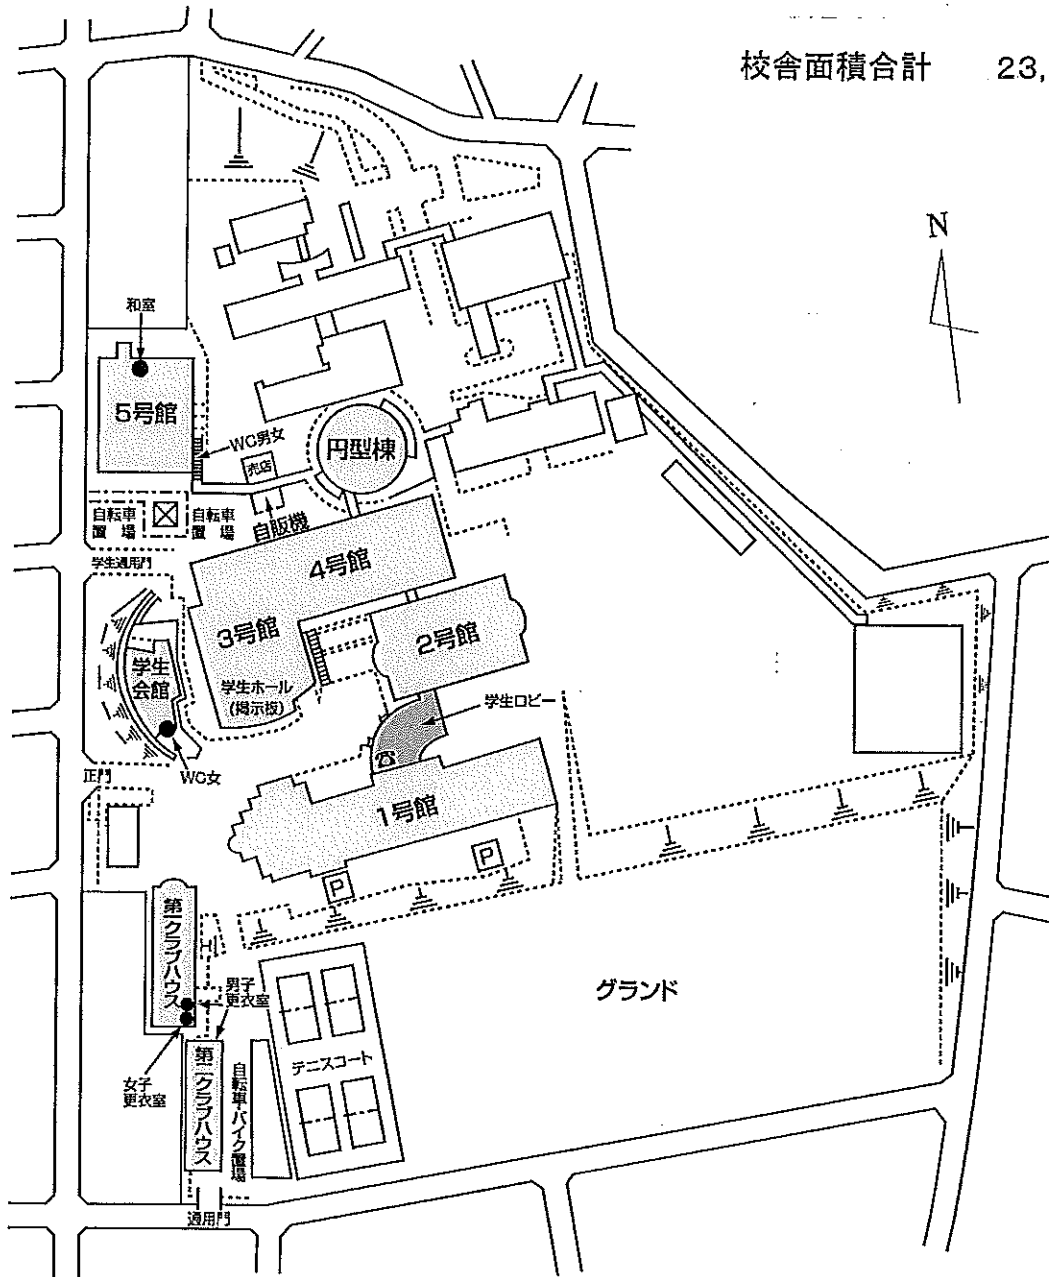 校舎面積合計 23,
N
和室
5号館
WC男女
売店
円型棟
自転車
置場
自転車
置場
自販機
学生通用門
4号館
3号館
2号館
学生
会館
学生ホール
(掲示板)
学生ロビー
正門
WC女
1号館
P
P
第一クラブハウス
男子
更衣室
グランド
テニスコート
女子
更衣室
第二クラブハウス
自転車・バイク置場
通用門